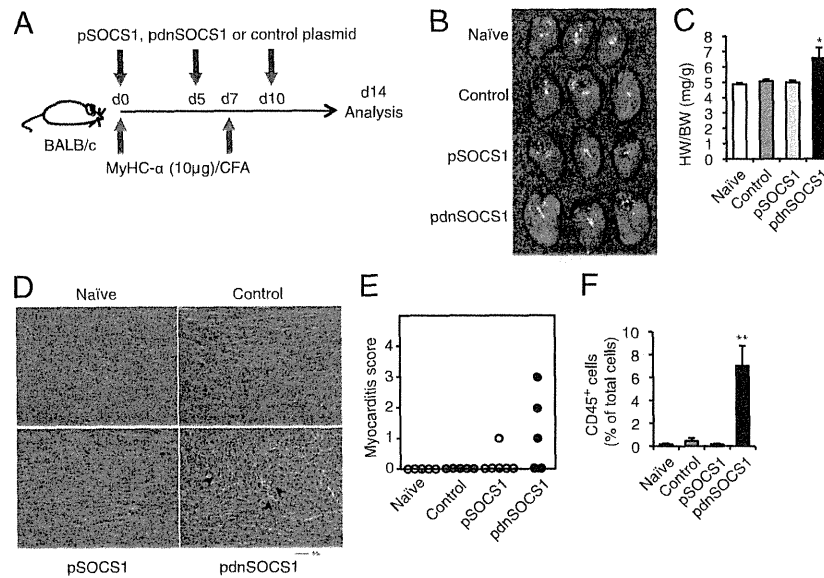 A
pSOCS1, pdnSOCS1 or control plasmid
d0
d5
d7
d10
d14
Analysis
BALB/c
MyHC-α (10µg)/CFA
B
Naïve
Control
pSOCS1
pdnSOCS1
C
HW/BW (mg/g)
8
7
6
5
4
3
2
1
0
*
Naïve
Control
pSOCS1
pdnSOCS1
D
Naïve
Control
pSOCS1
pdnSOCS1
E
Myocarditis score
4
3
2
1
0
Naïve
Control
pSOCS1
pdnSOCS1
F
CD45⁺ cells
(% of total cells)
10
8
6
4
2
0
**
Naïve
Control
pSOCS1
pdnSOCS1